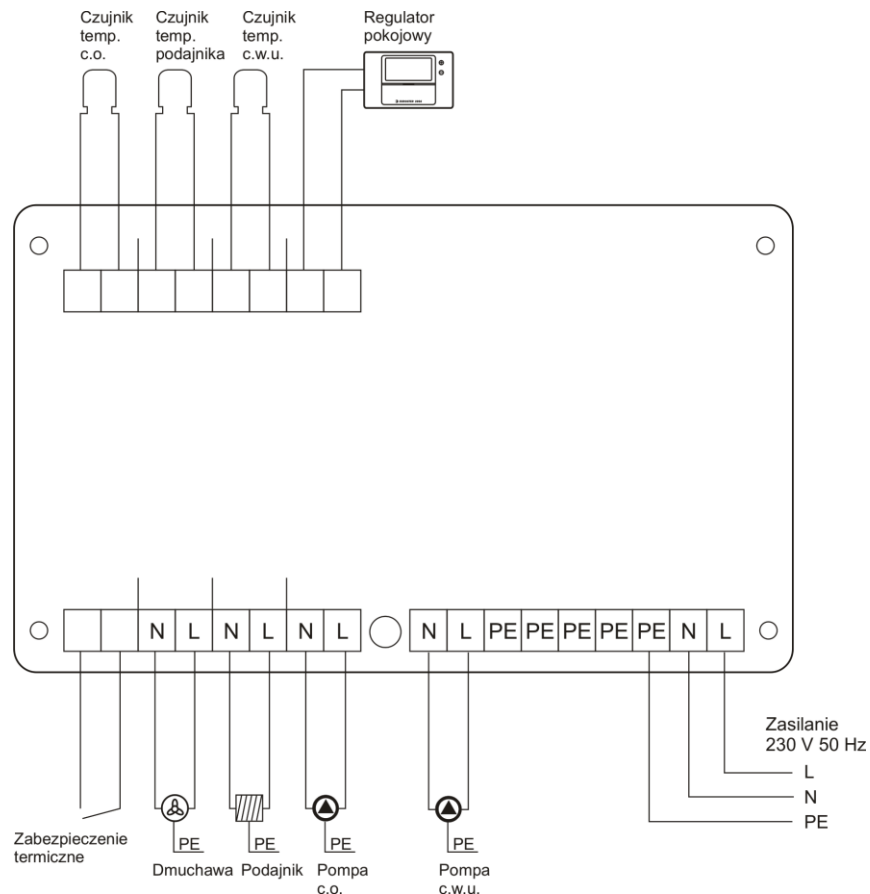 Czujnik
temp.
c.o.
Czujnik
temp.
podajnika
Czujnik
temp.
c.w.u.
Regulator
pokojowy
N L N L N L
N L PE PE PE PE PE N L
Zasilanie
230 V 50 Hz
L
N
PE
Zabezpieczenie
termiczne
PE
Dmuchawa
PE
Podajnik
PE
Pompa
c.o.
PE
Pompa
c.w.u.